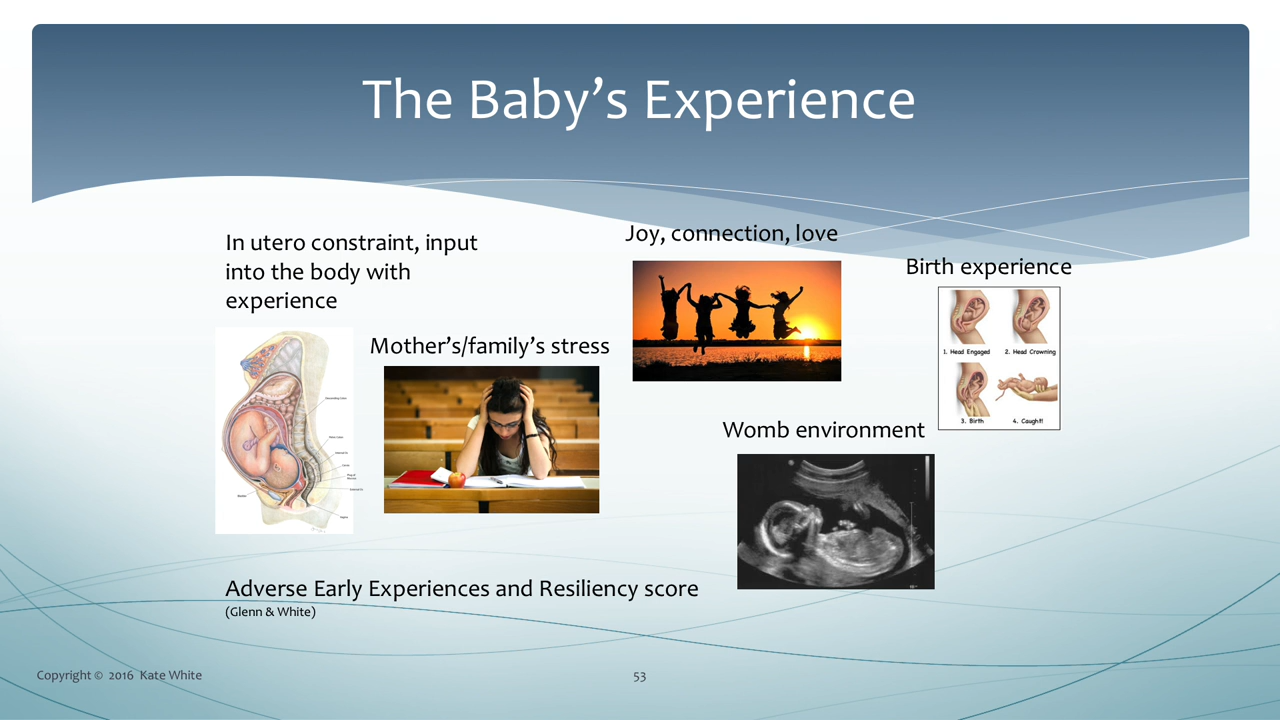 The Baby’s Experience
In utero constraint, input
into the body with
experience
Joy, connection, love
Birth experience
Mother’s/family’s stress
1. Head Engaged
2. Head Crowning
3. Birth
4. Caught!
Womb environment
Adverse Early Experiences and Resiliency score
(Glenn & White)
Copyright © 2016 Kate White
53